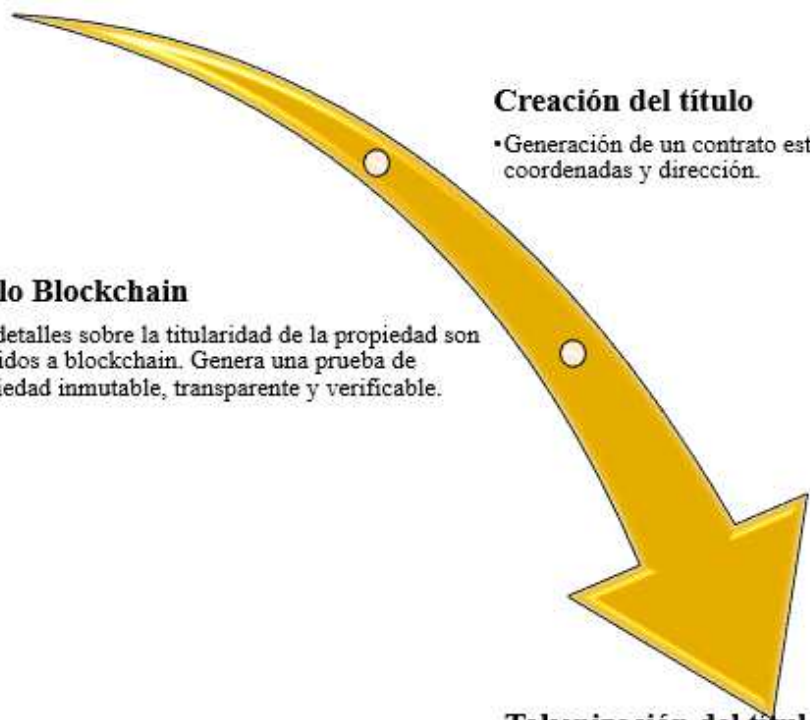 Creación del título
•Generación de un contrato est
coordenadas y dirección.
lo Blockchain
detalles sobre la titularidad de la propiedad son
idos a blockchain. Genera una prueba de
iedad inmutable, transparente y verificable.